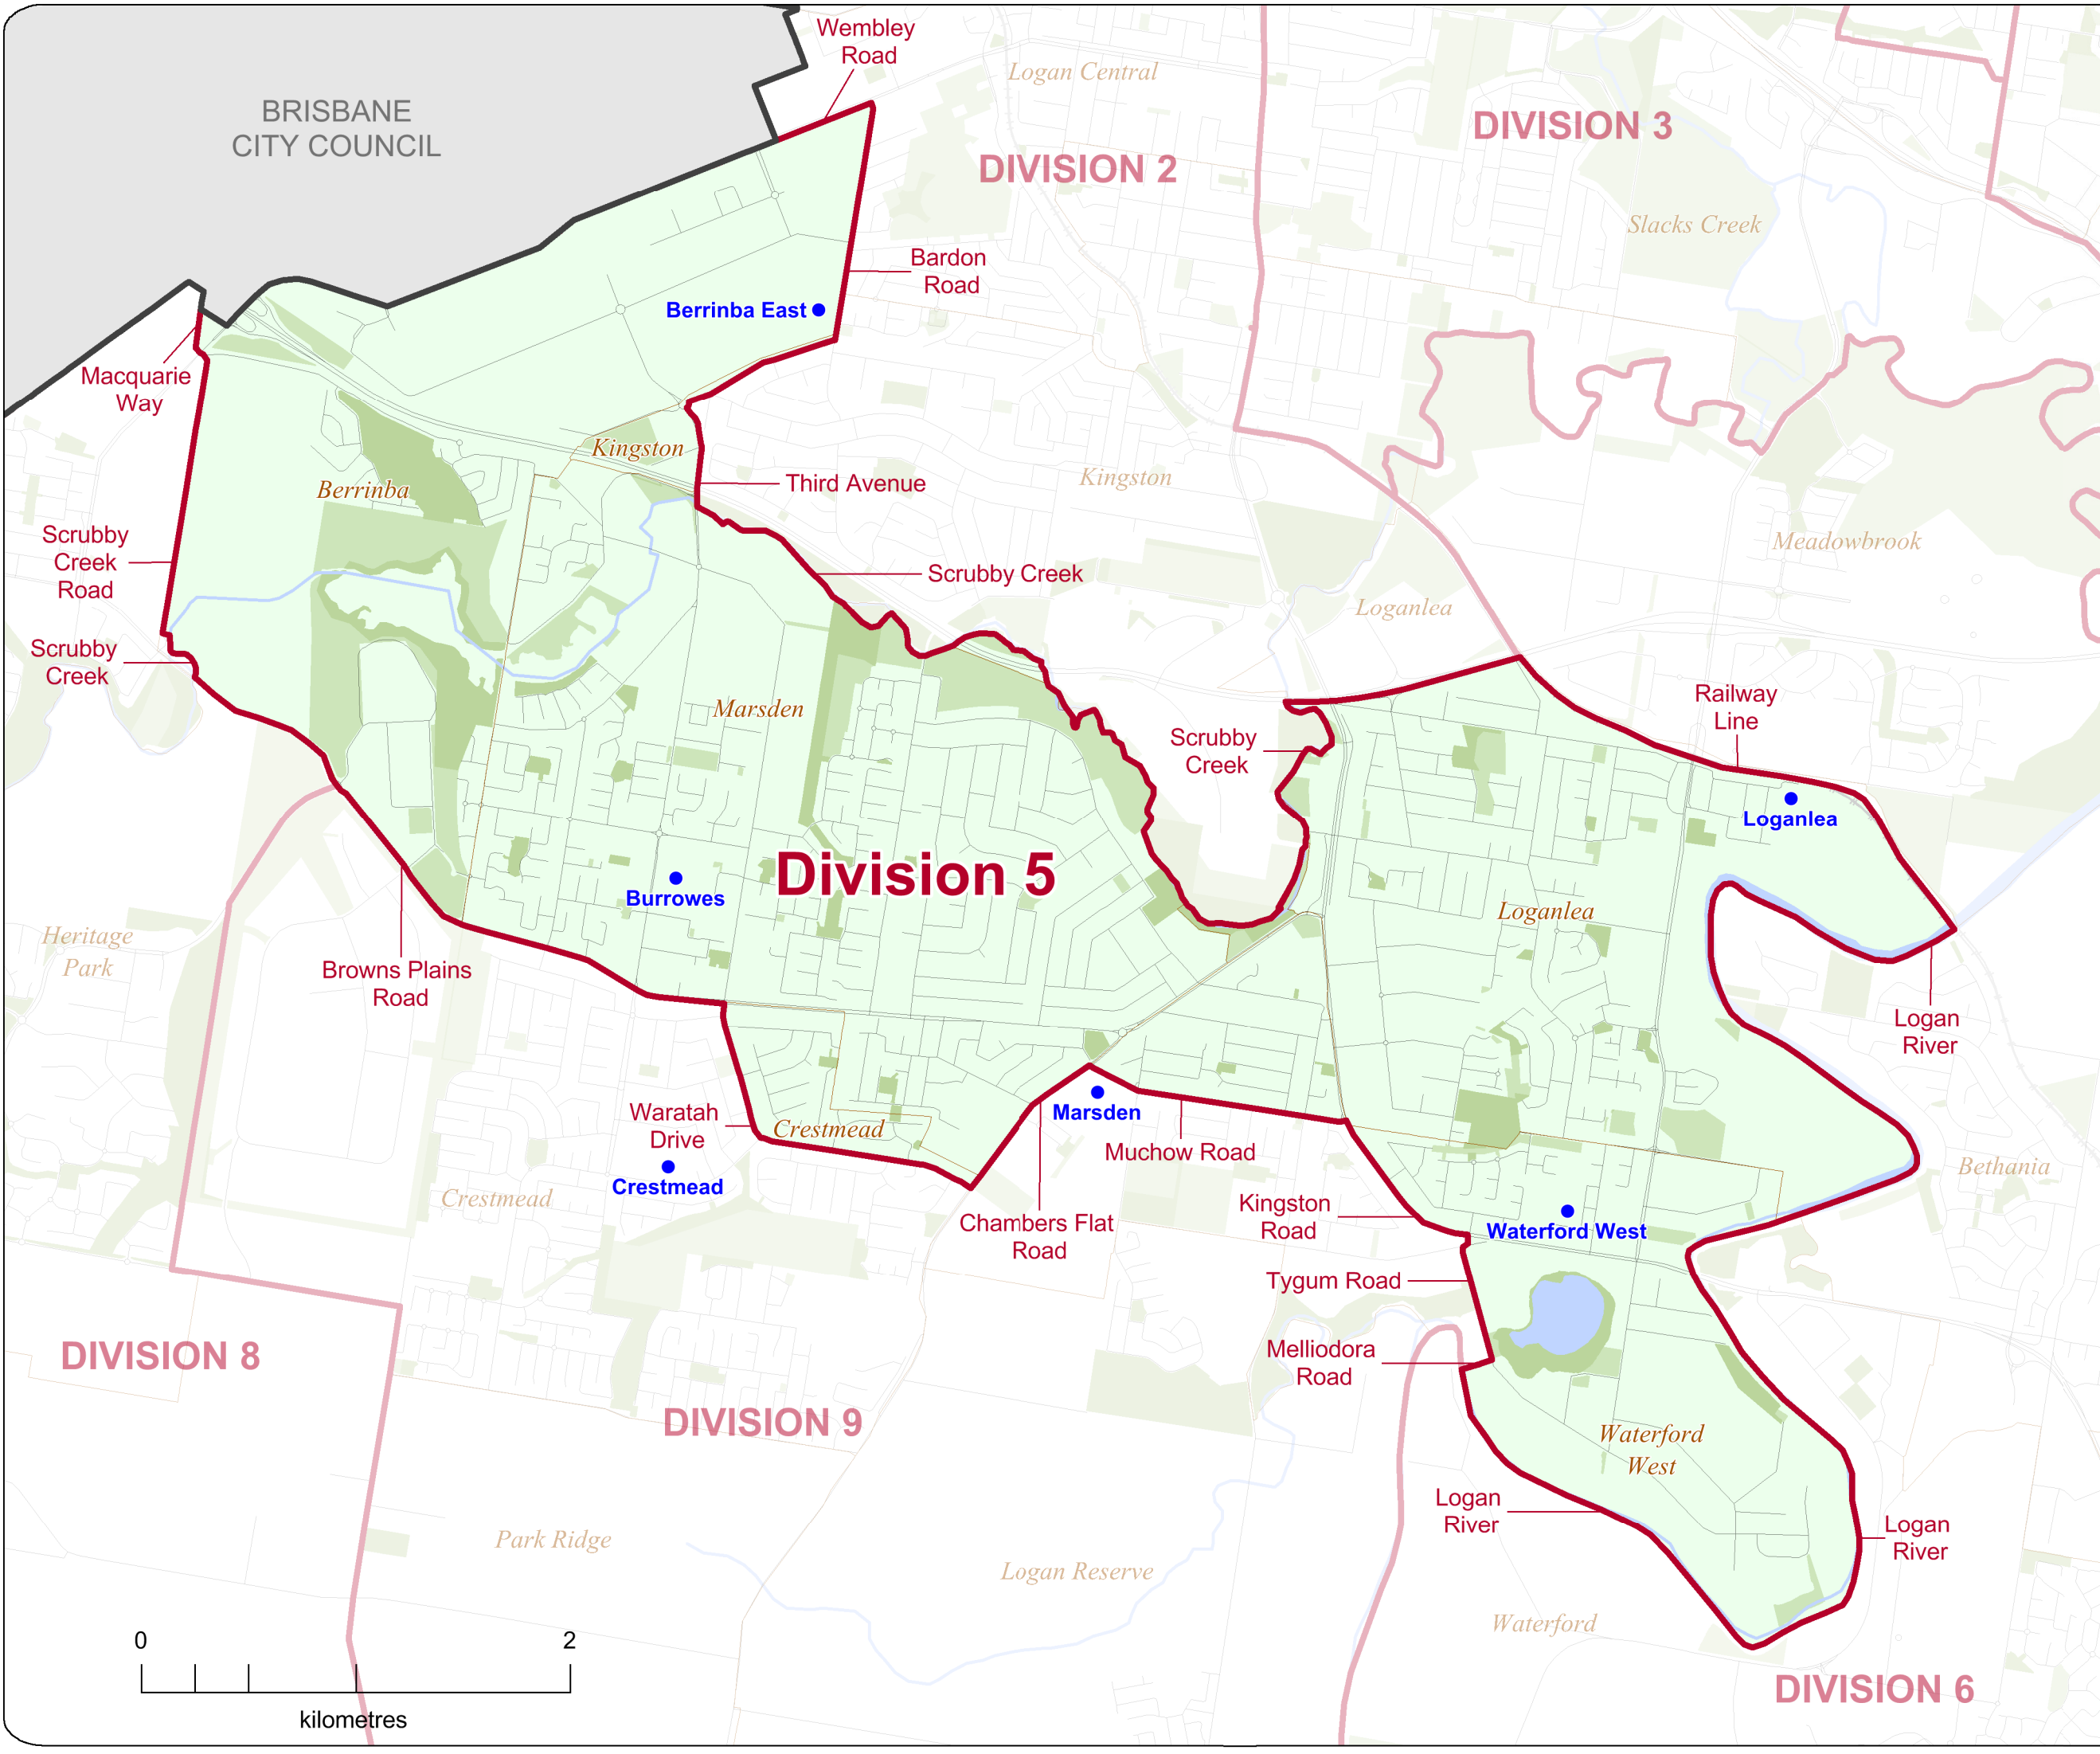 Wembley
Road
Logan Central
BRISBANE
CITY COUNCIL
DIVISION 3
DIVISION 2
Slacks Creek
Bardon
Road
Berrinba East
Macquarie
Way
Kingston
Berrinba
Kingston
Third Avenue
Scrubby
Creek
Road
Meadowbrook
Scrubby Creek
Loganlea
Scrubby
Creek
Marsden
Railway
Line
Scrubby
Creek
Loganlea
Division 5
Burrowes
Loganlea
Heritage
Park
Browns Plains
Road
Logan
River
Waratah
Drive
Marsden
Crestmead
Muchow Road
Bethania
Crestmead
Crestmead
Kingston
Road
Waterford West
Chambers Flat
Road
Tygum Road
DIVISION 8
Melliodora
Road
DIVISION 9
Waterford
West
Logan
River
Logan
River
Park Ridge
Logan Reserve
Waterford
0 2
kilometres
DIVISION 6